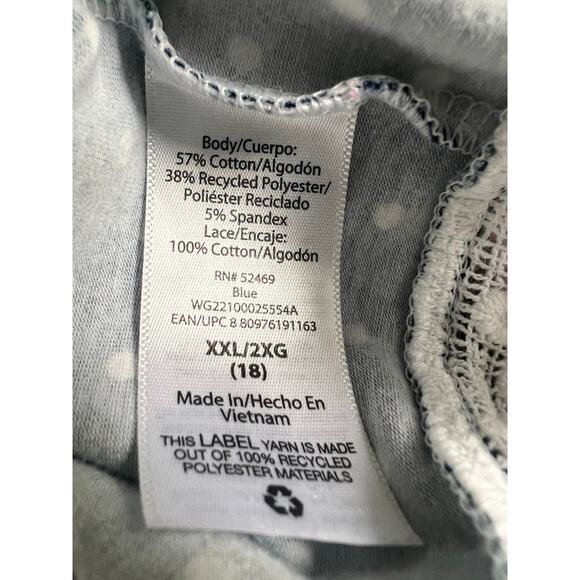 Body/Cuerpo:
57% Cotton/Algodón
38% Recycled Polyester/
Poliéster Reciclado
5% Spandex
Lace/Encaje:
100% Cotton/Algodón
RN# 52469
Blue
WG22100025554A
EAN/UPC 8 80976191163
XXL/2XG
(18)
Made In/Hecho En
Vietnam
THIS LABEL YARN IS MADE
OUT OF 100% RECYCLED
POLYESTER MATERIALS